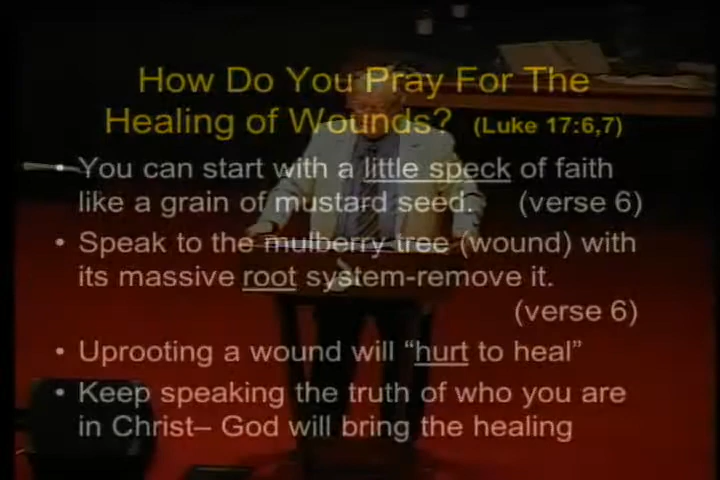 How Do You Pray For The
Healing of Wounds? (Luke 17:6,7)
• You can start with a little speck of faith
like a grain of mustard seed. (verse 6)
• Speak to the mulberry tree (wound) with
its massive root system-remove it.
(verse 6)
• Uprooting a wound will “hurt to heal”
• Keep speaking the truth of who you are
in Christ– God will bring the healing